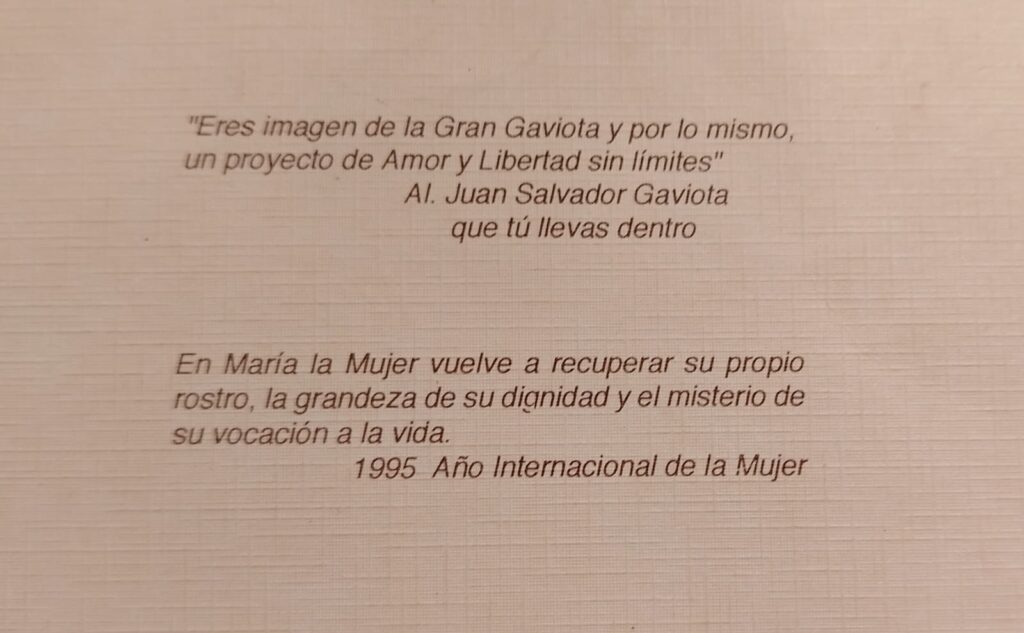 "Eres imagen de la Gran Gaviota y por lo mismo,
un proyecto de Amor y Libertad sin límites"
Al. Juan Salvador Gaviota
que tú llevas dentro
En María la Mujer vuelve a recuperar su propio
rostro, la grandeza de su dignidad y el misterio de
su vocación a la vida.
1995 Año Internacional de la Mujer